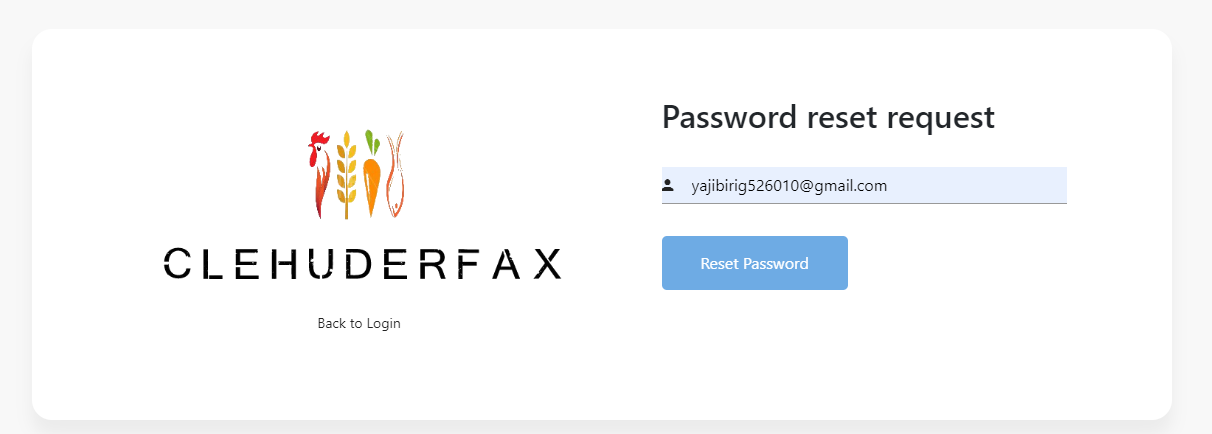 CLEHUDERFAX
Back to Login
Password reset request
yajibirig526010@gmail.com
Reset Password